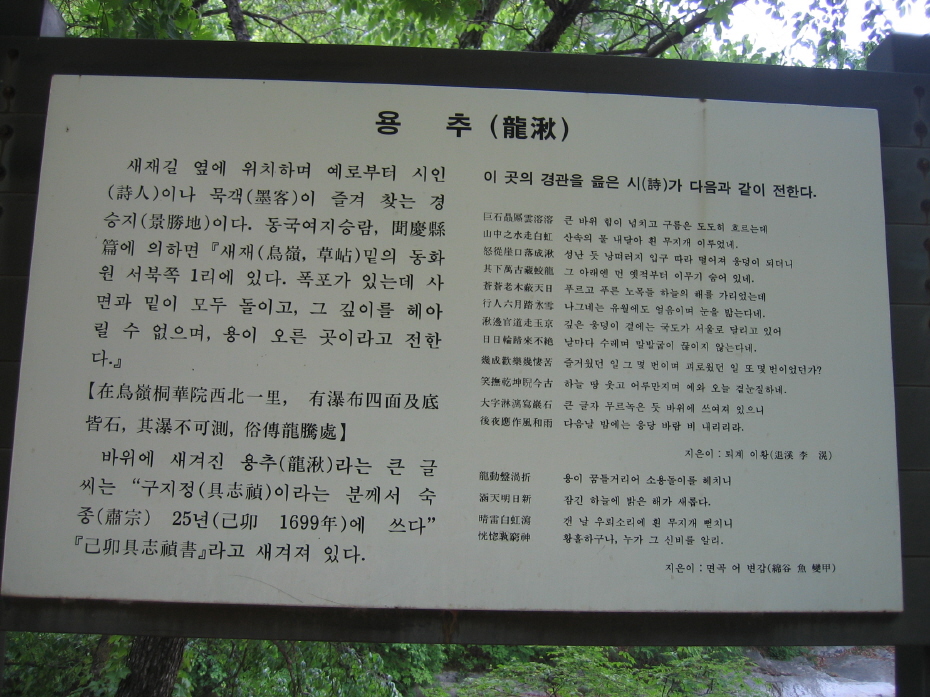 용 추 (龍湫)
새재길 옆에 위치하며 예로부터 시인
(詩人)이나 묵객(墨客)이 즐겨 찾는 경
승지(景勝地)이다. 동국여지승람, 聞慶縣
篇에 의하면 『새재(鳥嶺, 草岾)밑의 동화
원 서북쪽 1리에 있다. 폭포가 있는데 사
면과 밑이 모두 돌이고, 그 깊이를 헤아
릴 수 없으며, 용이 오른 곳이라고 전한
다.』
【在鳥嶺桐華院西北一里, 有瀑布四面及底
皆石, 其瀑不可測, 俗傳龍騰處】
바위에 새겨진 용추(龍湫)라는 큰 글
씨는 “구지정(具志禎)이라는 분께서 숙
종(肅宗) 25년(己卯 1699年)에 쓰다”
『己卯具志禎書』라고 새겨져 있다.
이 곳의 경관을 읊은 시(詩)가 다음과 같이 전한다.
巨石贔屭雲溶溶 큰 바위 힘이 넘치고 구름은 도도히 흐르는데
山中之水走白虹 산속의 물 내달아 흰 무지개 이루었네.
怒從崖口落成湫 성난 듯 낭떠러지 입구 따라 떨어져 웅덩이 되더니
其下萬古藏蛟龍 그 아래엔 먼 옛적부터 이무기 숨어 있네.
蒼蒼老木蔽天日 푸르고 푸른 노목들 하늘의 해를 가리었는데
行人六月踏氷雪 나그네는 유월에도 얼음이며 눈을 밟는다네.
湫邊官道走玉京 깊은 웅덩이 곁에는 국도가 서울로 달리고 있어
日日輪蹄來不絶 날마다 수레며 말발굽이 끊이지 않는다네.
幾成歡樂幾悽苦 즐거웠던 일 그 몇 번이며 괴로웠던 일 또 몇 번이었던가?
笑撫乾坤睨今古 하늘 땅 웃고 어루만지며 예와 오늘 곁눈질하네.
大字淋漓寫巖石 큰 글자 무르녹은 듯 바위에 쓰여져 있으니
後夜應作風和雨 다음날 밤에는 응당 바람 비 내리리라.
지은이 : 퇴계 이황(退溪 李 滉)
龍動盤渦折 용이 꿈틀거리어 소용돌이를 헤치니
涵天明日新 잠긴 하늘에 밝은 해가 새롭다.
晴雷白虹瀉 갠 날 우뢰소리에 흰 무지개 뻗치니
恍惚孰窮神 황홀하구나, 누가 그 신비를 알리.
지은이 : 면곡 어 변갑(綿谷 魚 變甲)